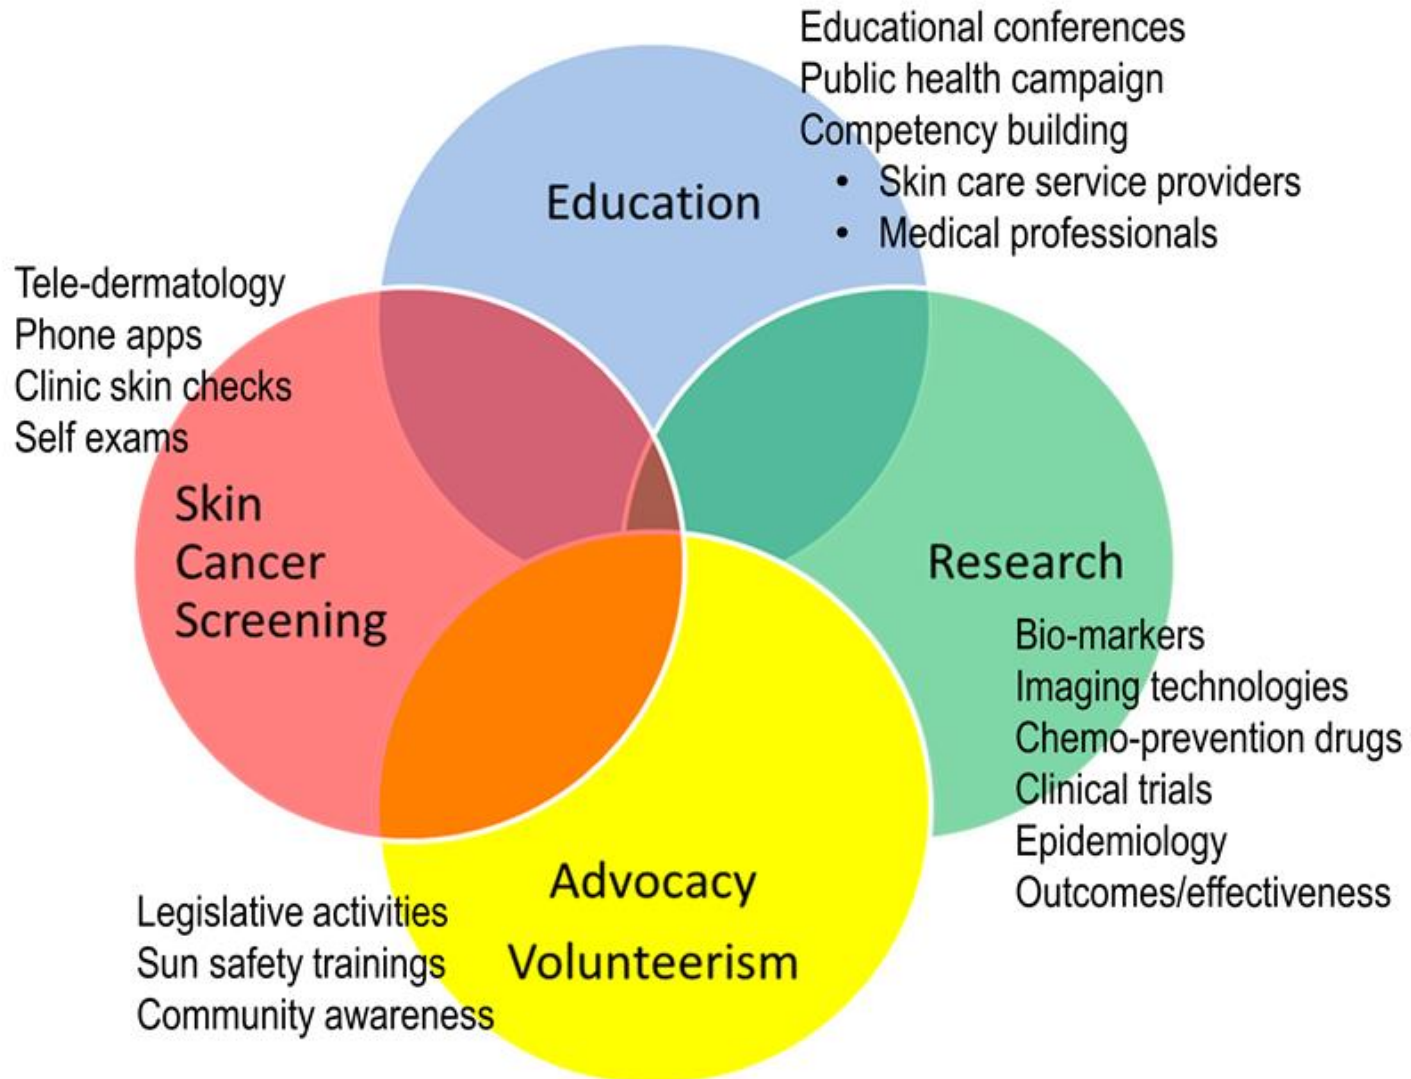 Educational conferences
Public health campaign
Competency building
• Skin care service providers
• Medical professionals
Education
Tele-dermatology
Phone apps
Clinic skin checks
Self exams
Skin
Cancer
Screening
Research
Bio-markers
Imaging technologies
Chemo-prevention drugs
Clinical trials
Epidemiology
Outcomes/effectiveness
Advocacy
Volunteerism
Legislative activities
Sun safety trainings
Community awareness